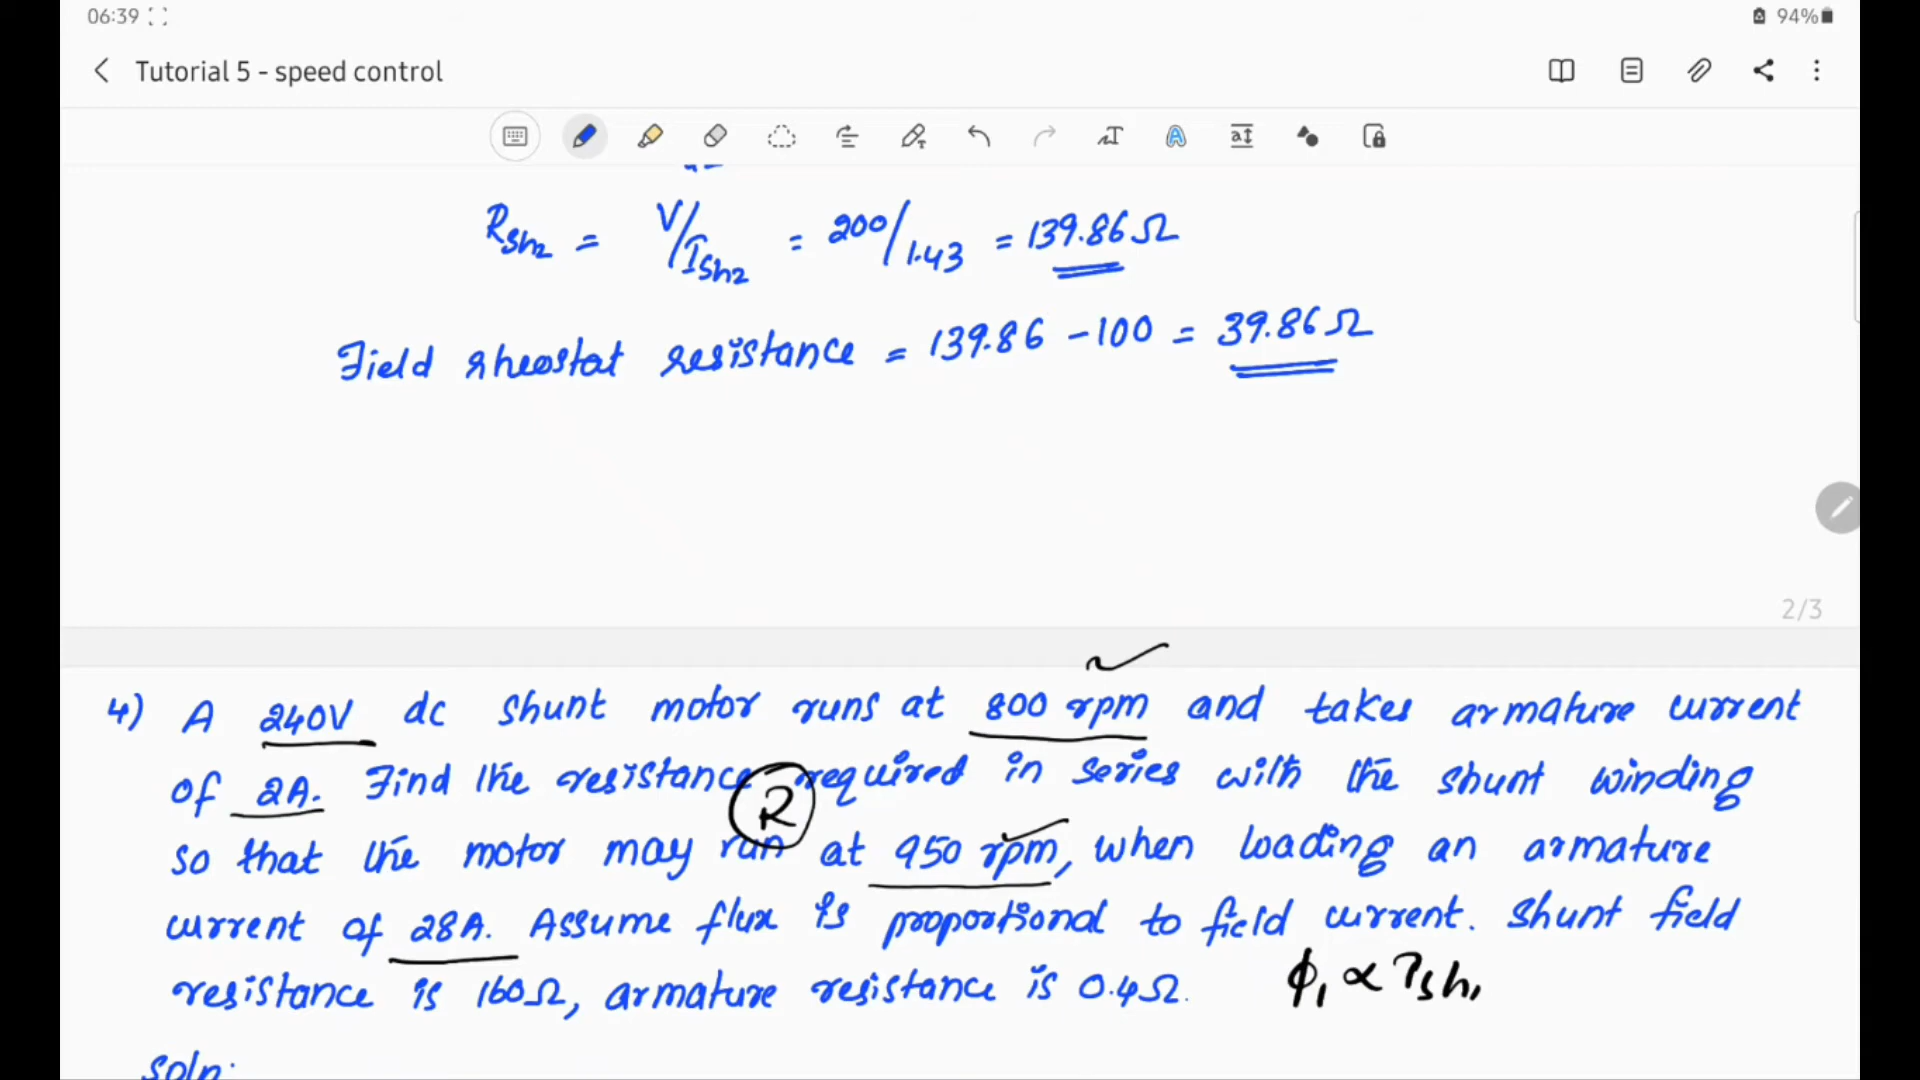 06:39
94%
Tutorial 5 - speed control
Rsh2 = V/Ish2 = 200/1.43 = 139.86Ω
Field rheostat resistance = 139.86 - 100 = 39.86Ω
2/3
4) A 240V dc shunt motor runs at 800 rpm and takes armature current
of 2A. Find the resistance required in series with the shunt winding
R
so that the motor may run at 950 rpm, when loading an armature
current of 28A. Assume flux is proportional to field current. Shunt field
resistance is 160Ω, armature resistance is 0.4Ω.
ϕ1 ∝ Ish1
Soln: